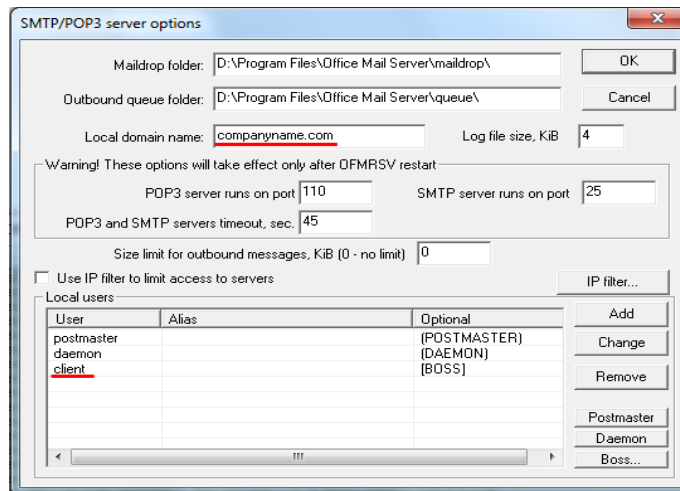 SMTP/POP3 server options
Maildrop folder: D:\Program Files\Office Mail Server\maildrop\ OK
Outbound queue folder: D:\Program Files\Office Mail Server\queue\ Cancel
Local domain name: companyname.com Log file size, KiB 4
Warning! These options will take effect only after OFMRSV restart
POP3 server runs on port 110 SMTP server runs on port 25
POP3 and SMTP servers timeout, sec. 45
Size limit for outbound messages, KiB (0 - no limit) 0
Use IP filter to limit access to servers IP filter...
Local users
User Alias Optional Add
postmaster (POSTMASTER)
daemon (DAEMON) Change
client [BOSS]
Remove
Postmaster
Daemon
Boss...